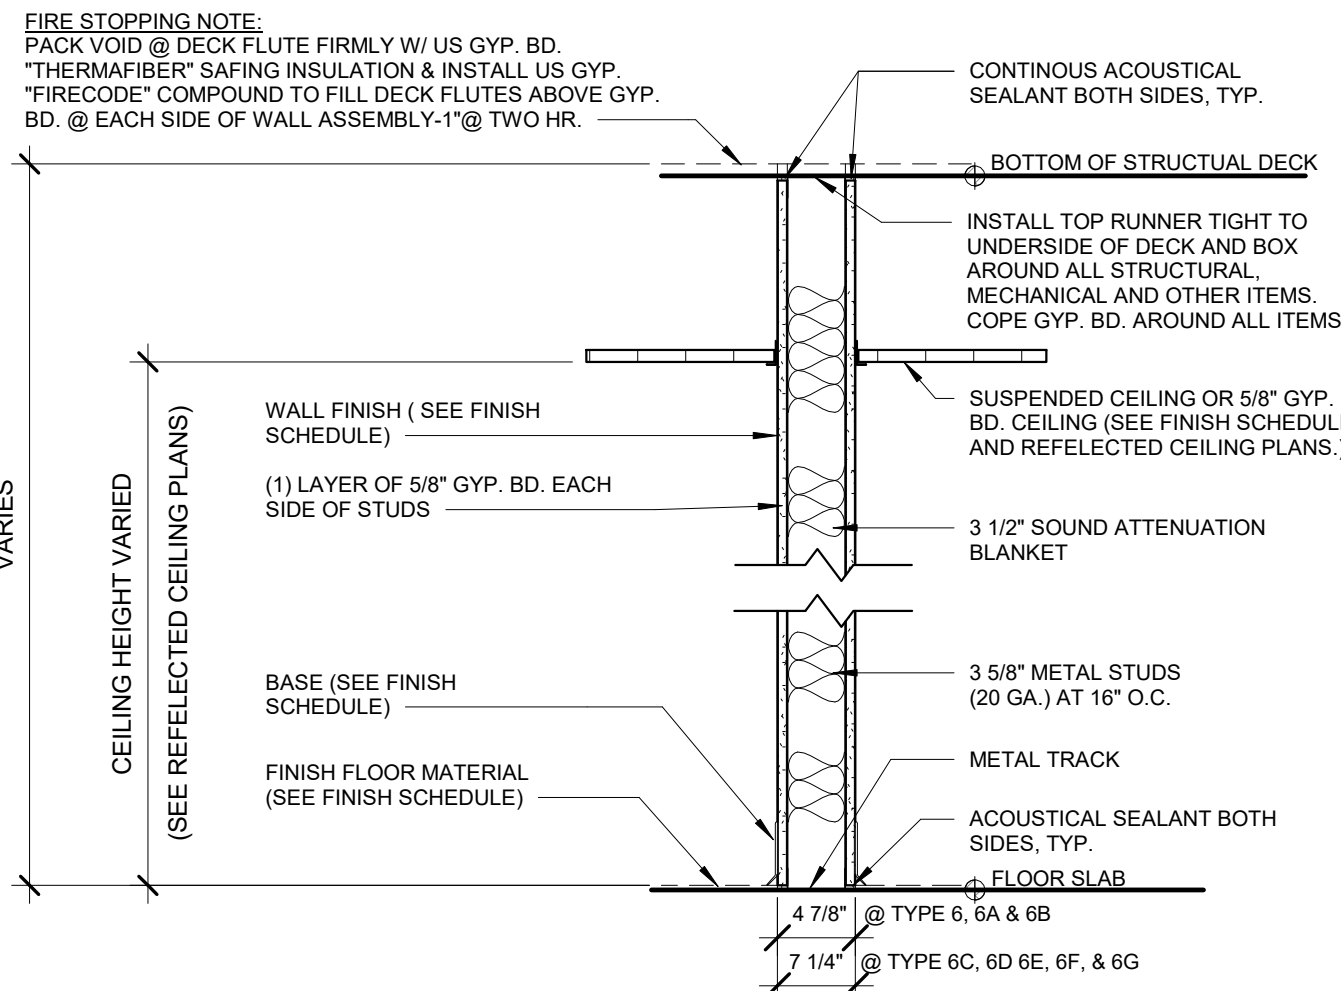 FIRE STOPPING NOTE:
PACK VOID @ DECK FLUTE FIRMLY W/ US GYP. BD.
"THERMAFIBER" SAFING INSULATION & INSTALL US GYP.
"FIRECODE" COMPOUND TO FILL DECK FLUTES ABOVE GYP.
BD. @ EACH SIDE OF WALL ASSEMBLY-1"@ TWO HR.
CONTINOUS ACOUSTICAL
SEALANT BOTH SIDES, TYP.
BOTTOM OF STRUCTUAL DECK
INSTALL TOP RUNNER TIGHT TO
UNDERSIDE OF DECK AND BOX
AROUND ALL STRUCTURAL,
MECHANICAL AND OTHER ITEMS.
COPE GYP. BD. AROUND ALL ITEMS
SUSPENDED CEILING OR 5/8" GYP.
BD. CEILING (SEE FINISH SCHEDULE
AND REFELECTED CEILING PLANS.)
WALL FINISH ( SEE FINISH
SCHEDULE)
(1) LAYER OF 5/8" GYP. BD. EACH
SIDE OF STUDS
3 1/2" SOUND ATTENUATION
BLANKET
VARIES
CEILING HEIGHT VARIED
(SEE REFELECTED CEILING PLANS)
BASE (SEE FINISH
SCHEDULE)
3 5/8" METAL STUDS
(20 GA.) AT 16" O.C.
FINISH FLOOR MATERIAL
(SEE FINISH SCHEDULE)
METAL TRACK
ACOUSTICAL SEALANT BOTH
SIDES, TYP.
FLOOR SLAB
4 7/8" @ TYPE 6, 6A & 6B
7 1/4" @ TYPE 6C, 6D 6E, 6F, & 6G